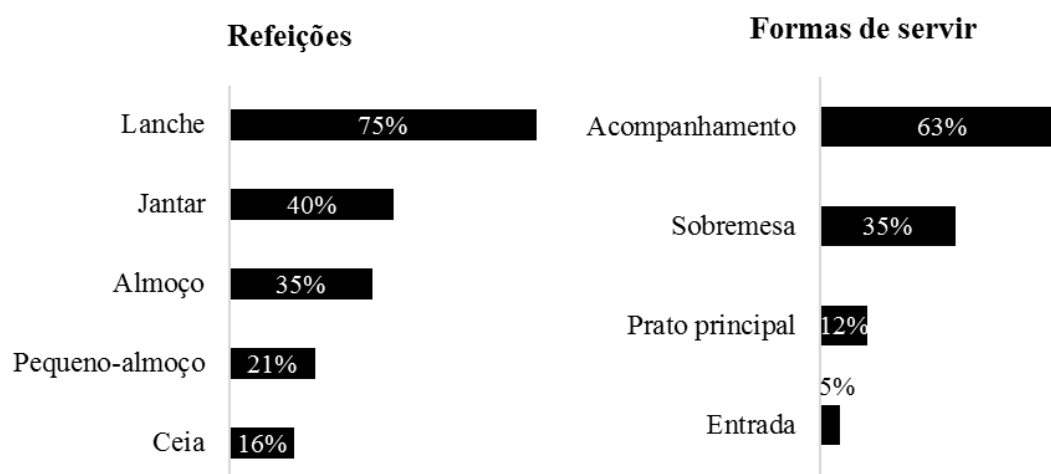 Refeições
Lanche 75%
Jantar 40%
Almoço 35%
Pequeno-almoço 21%
Ceia 16%
Formas de servir
Acompanhamento 63%
Sobremesa 35%
Prato principal 12%
5%
Entrada